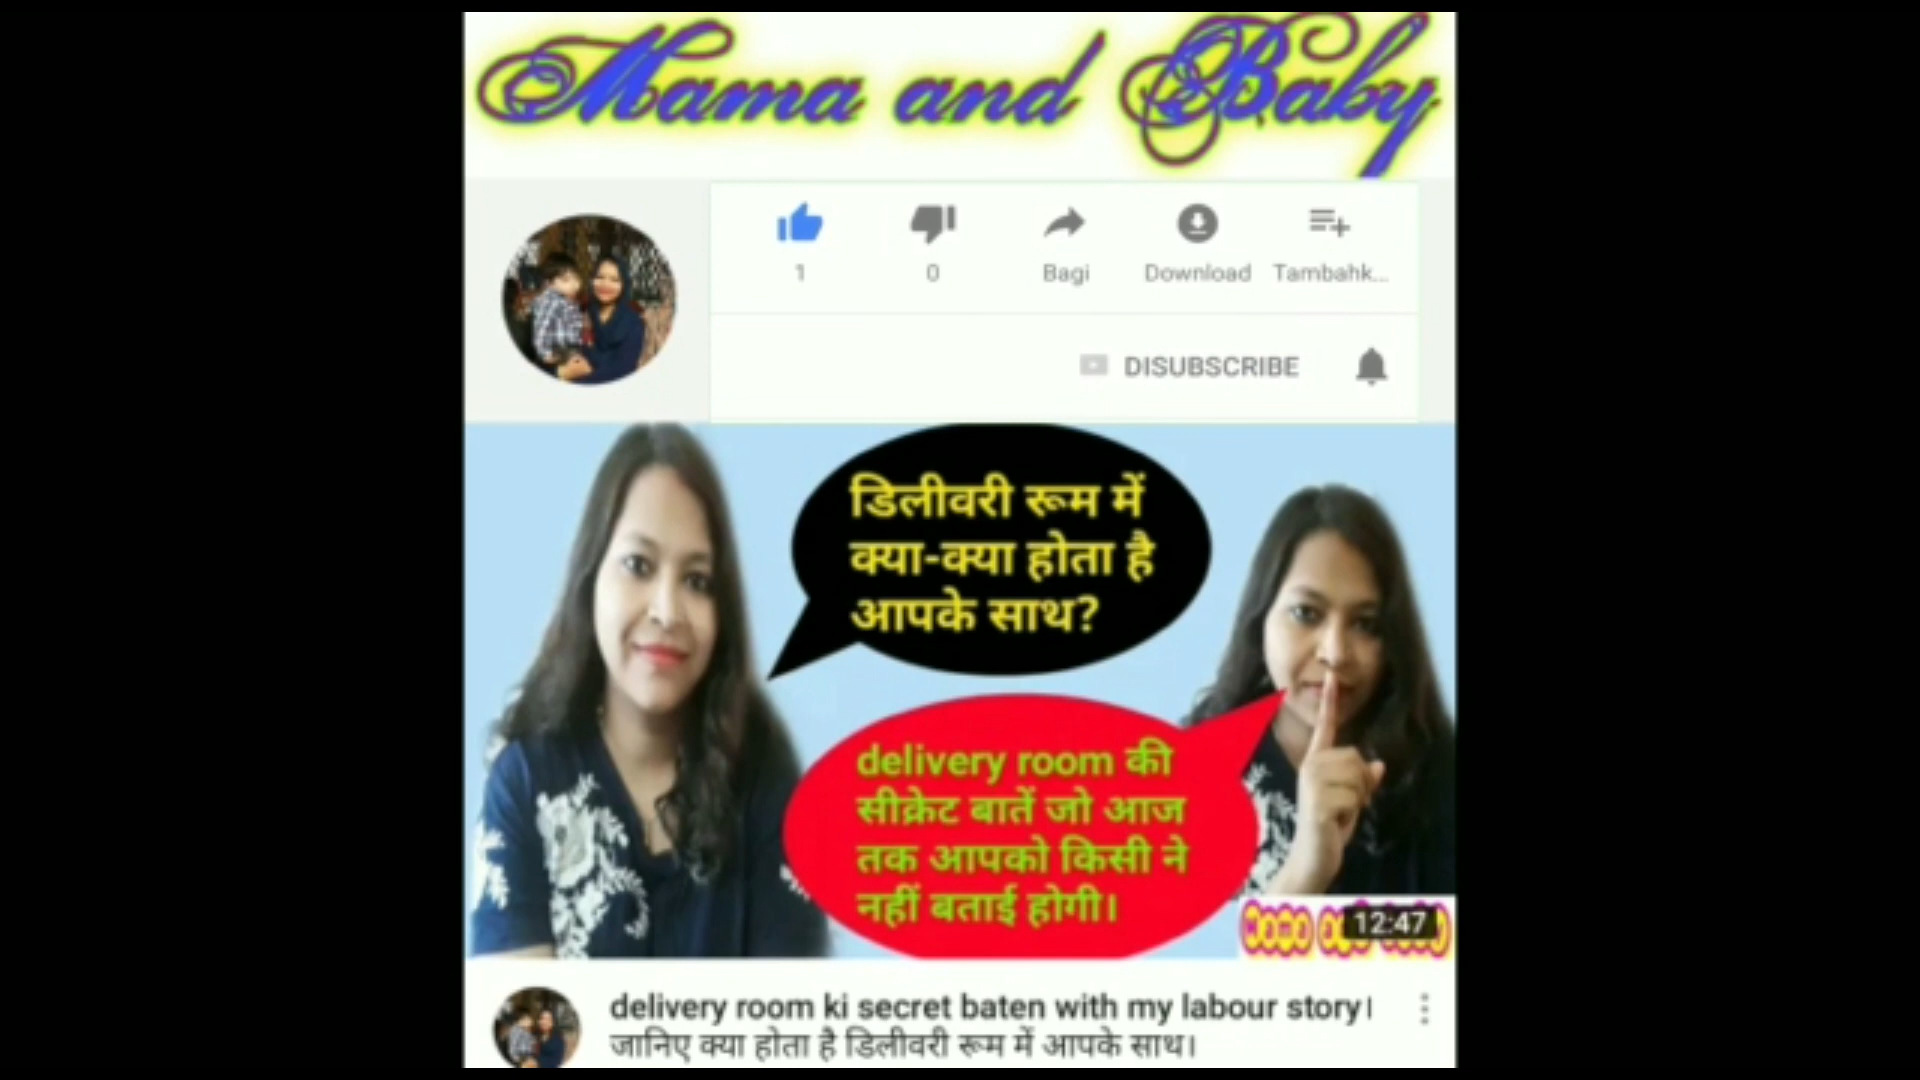 Mama and Baby
1
0
Bagi
Download
Tambahk...
DISUBSCRIBE
डिलीवरी रूम में
क्या-क्या होता है
आपके साथ?
delivery room की
सीक्रेट बातें जो आज
तक आपको किसी ने
नहीं बताई होगी।
Mama
12:47
delivery room ki secret baten with my labour story।
जानिए क्या होता है डिलीवरी रूम में आपके साथ।